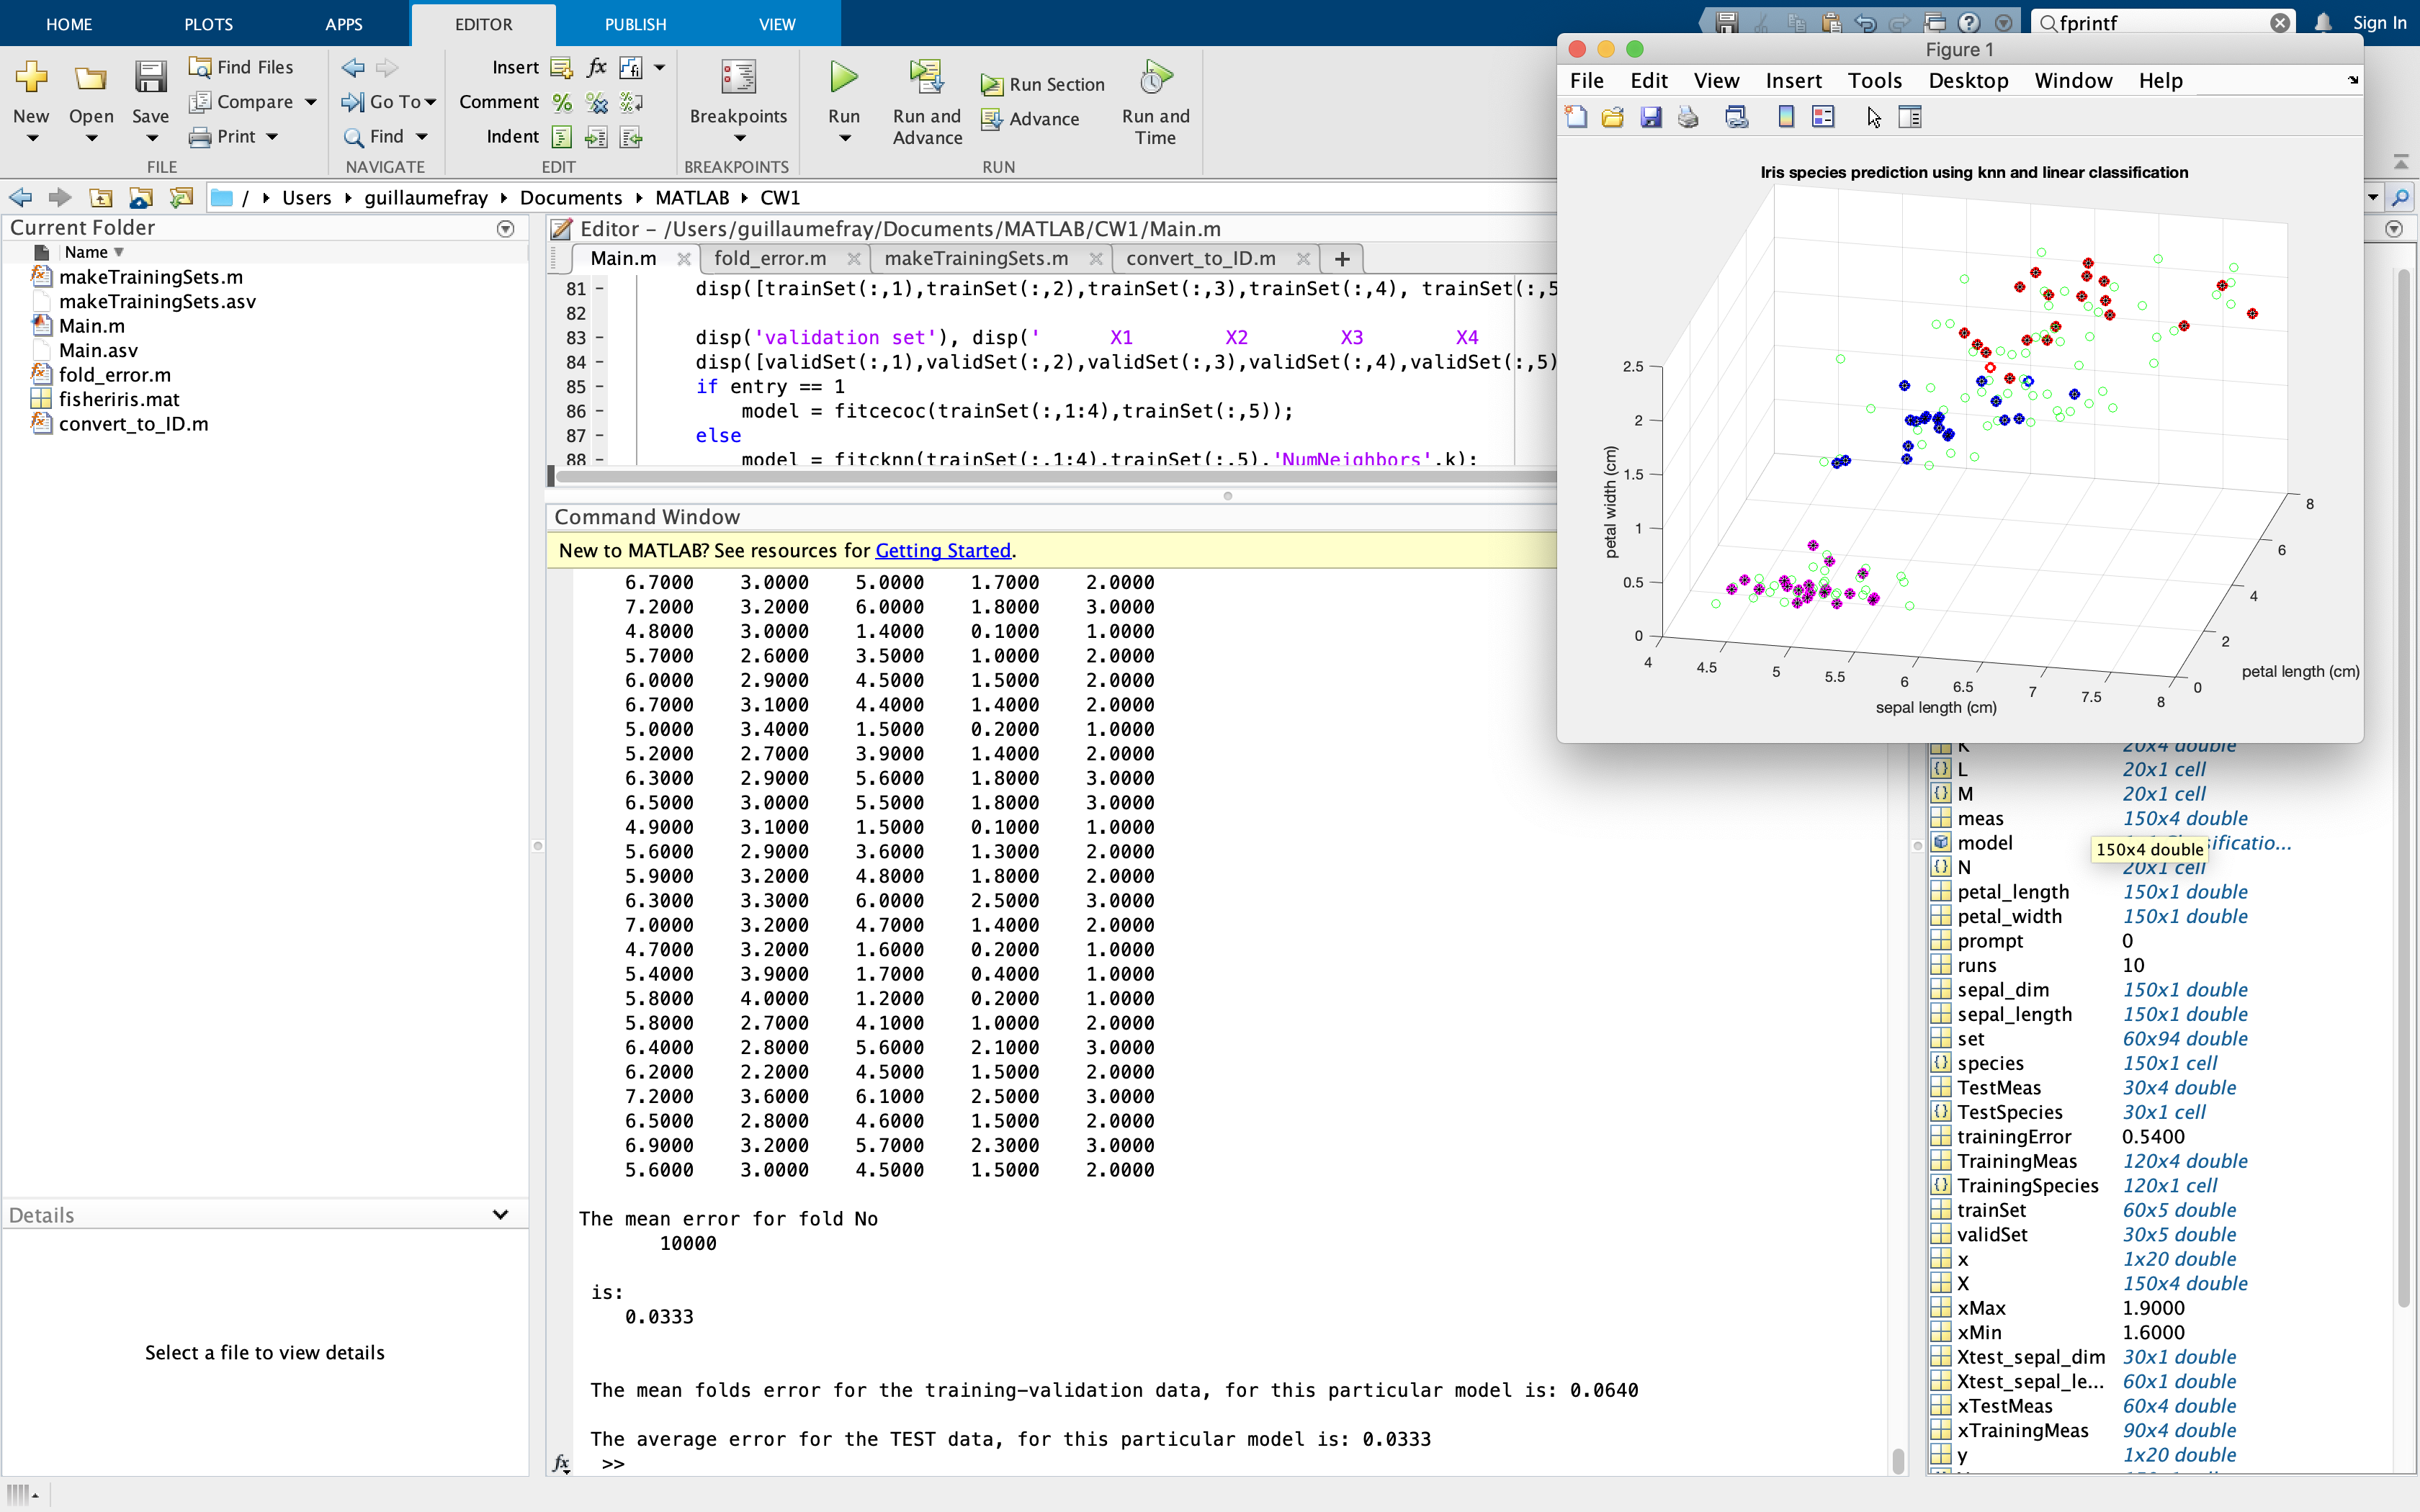 HOME PLOTS APPS EDITOR PUBLISH VIEW fprintf Sign In
New Open Save Find Files Compare Print
FILE
Go To Find
NAVIGATE
Insert fx
Comment
Indent
EDIT
Breakpoints
BREAKPOINTS
Run Run and Advance Run Section Advance Run and Time
RUN
/ Users guillaumefray Documents MATLAB CW1
Current Folder
Name
makeTrainingSets.m
makeTrainingSets.asv
Main.m
Main.asv
fold_error.m
fisheriris.mat
convert_to_ID.m
Details
Select a file to view details
Editor – /Users/guillaumefray/Documents/MATLAB/CW1/Main.m
Main.m fold_error.m makeTrainingSets.m convert_to_ID.m +
81 – disp([trainSet(:,1),trainSet(:,2),trainSet(:,3),trainSet(:,4), trainSet(:,5
82
83 – disp('validation set'), disp(' X1 X2 X3 X4
84 – disp([validSet(:,1),validSet(:,2),validSet(:,3),validSet(:,4),validSet(:,5)
85 – if entry == 1
86 – model = fitcecoc(trainSet(:,1:4),trainSet(:,5));
87 – else
88 – model = fitcknn(trainSet(:,1:4),trainSet(:,5),'NumNeighbors',k);
Command Window
New to MATLAB? See resources for Getting Started.
6.7000 3.0000 5.0000 1.7000 2.0000
7.2000 3.2000 6.0000 1.8000 3.0000
4.8000 3.0000 1.4000 0.1000 1.0000
5.7000 2.6000 3.5000 1.0000 2.0000
6.0000 2.9000 4.5000 1.5000 2.0000
6.7000 3.1000 4.4000 1.4000 2.0000
5.0000 3.4000 1.5000 0.2000 1.0000
5.2000 2.7000 3.9000 1.4000 2.0000
6.3000 2.9000 5.6000 1.8000 3.0000
6.5000 3.0000 5.5000 1.8000 3.0000
4.9000 3.1000 1.5000 0.1000 1.0000
5.6000 2.9000 3.6000 1.3000 2.0000
5.9000 3.2000 4.8000 1.8000 2.0000
6.3000 3.3000 6.0000 2.5000 3.0000
7.0000 3.2000 4.7000 1.4000 2.0000
4.7000 3.2000 1.6000 0.2000 1.0000
5.4000 3.9000 1.7000 0.4000 1.0000
5.8000 4.0000 1.2000 0.2000 1.0000
5.8000 2.7000 4.1000 1.0000 2.0000
6.4000 2.8000 5.6000 2.1000 3.0000
6.2000 2.2000 4.5000 1.5000 2.0000
7.2000 3.6000 6.1000 2.5000 3.0000
6.5000 2.8000 4.6000 1.5000 2.0000
6.9000 3.2000 5.7000 2.3000 3.0000
5.6000 3.0000 4.5000 1.5000 2.0000
The mean error for fold No
10000
is:
0.0333
The mean folds error for the training-validation data, for this particular model is: 0.0640
The average error for the TEST data, for this particular model is: 0.0333
fx >>
Figure 1
File Edit View Insert Tools Desktop Window Help
Iris species prediction using knn and linear classification
petal width (cm)
2.5
2
1.5
1
0.5
0
4 4.5 5 5.5 6 6.5 7 7.5 8
sepal length (cm)
0 2 4 6 8
petal length (cm)
K 20x4 double
L 20x1 cell
M 20x1 cell
meas 150x4 double
model sificatio...
150x4 double
N 20x1 cell
petal_length 150x1 double
petal_width 150x1 double
prompt 0
runs 10
sepal_dim 150x1 double
sepal_length 150x1 double
set 60x94 double
species 150x1 cell
TestMeas 30x4 double
TestSpecies 30x1 cell
trainingError 0.5400
TrainingMeas 120x4 double
TrainingSpecies 120x1 cell
trainSet 60x5 double
validSet 30x5 double
x 1x20 double
X 150x4 double
xMax 1.9000
xMin 1.6000
Xtest_sepal_dim 30x1 double
Xtest_sepal_le... 60x1 double
xTestMeas 60x4 double
xTrainingMeas 90x4 double
y 1x20 double